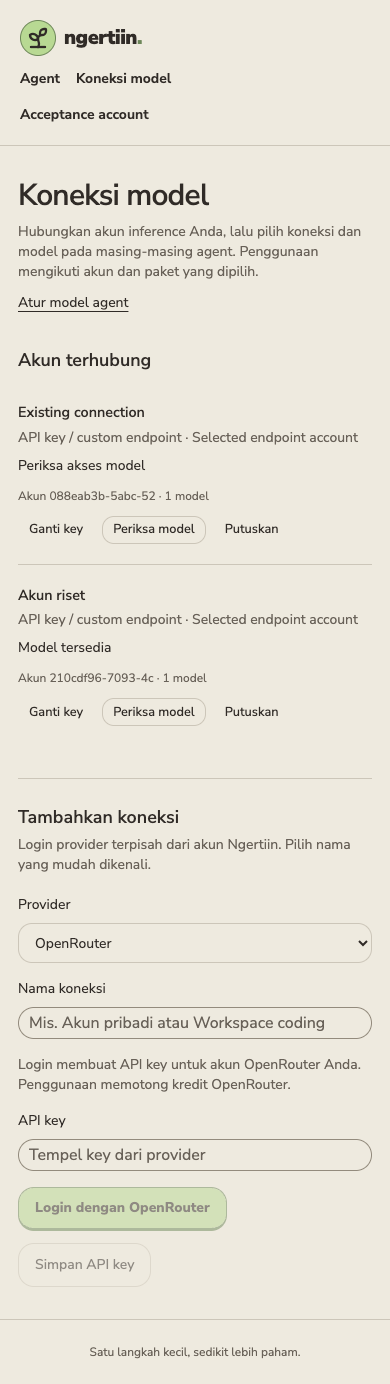 ngertiin.
Agent Koneksi model
Acceptance account
Koneksi model
Hubungkan akun inference Anda, lalu pilih koneksi dan
model pada masing-masing agent. Penggunaan
mengikuti akun dan paket yang dipilih.
Atur model agent
Akun terhubung
Existing connection
API key / custom endpoint · Selected endpoint account
Periksa akses model
Akun 088eab3b-5abc-52 · 1 model
Ganti key Periksa model Putuskan
Akun riset
API key / custom endpoint · Selected endpoint account
Model tersedia
Akun 210cdf96-7093-4c · 1 model
Ganti key Periksa model Putuskan
Tambahkan koneksi
Login provider terpisah dari akun Ngertiin. Pilih nama
yang mudah dikenali.
Provider
OpenRouter
Nama koneksi
Mis. Akun pribadi atau Workspace coding
Login membuat API key untuk akun OpenRouter Anda.
Penggunaan memotong kredit OpenRouter.
API key
Tempel key dari provider
Login dengan OpenRouter
Simpan API key
Satu langkah kecil, sedikit lebih paham.